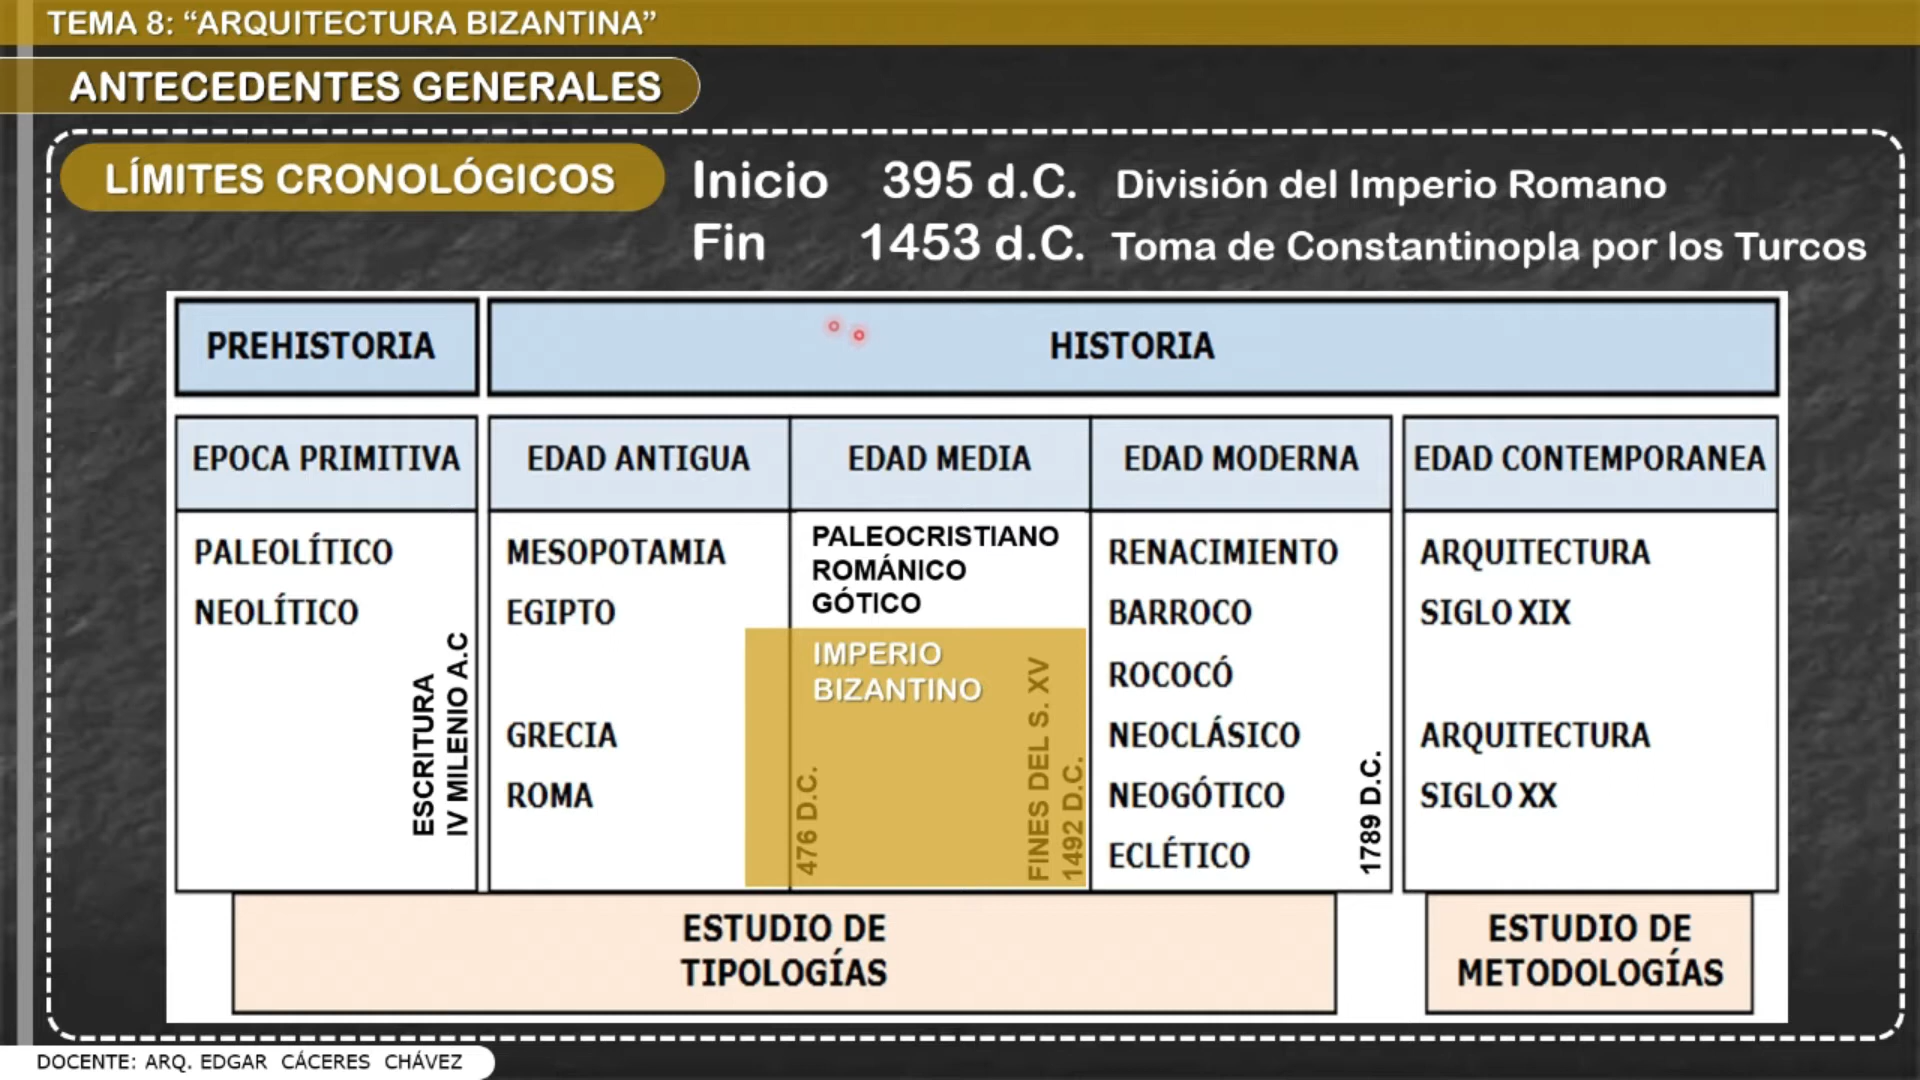 TEMA 8: “ARQUITECTURA BIZANTINA”
ANTECEDENTES GENERALES
LÍMITES CRONOLÓGICOS
Inicio 395 d.C. División del Imperio Romano
Fin 1453 d.C. Toma de Constantinopla por los Turcos
PREHISTORIA
HISTORIA
EPOCA PRIMITIVA
EDAD ANTIGUA
EDAD MEDIA
EDAD MODERNA
EDAD CONTEMPORANEA
PALEOLÍTICO
NEOLÍTICO
ESCRITURA
IV MILENIO A.C
MESOPOTAMIA
EGIPTO
GRECIA
ROMA
PALEOCRISTIANO
ROMÁNICO
GÓTICO
IMPERIO
BIZANTINO
476 D.C.
FINES DEL S. XV
1492 D.C.
RENACIMIENTO
BARROCO
ROCOCÓ
NEOCLÁSICO
NEOGÓTICO
ECLÉTICO
1789 D.C.
ARQUITECTURA
SIGLO XIX
ARQUITECTURA
SIGLO XX
ESTUDIO DE
TIPOLOGÍAS
ESTUDIO DE
METODOLOGÍAS
DOCENTE: ARQ. EDGAR CÁCERES CHÁVEZ